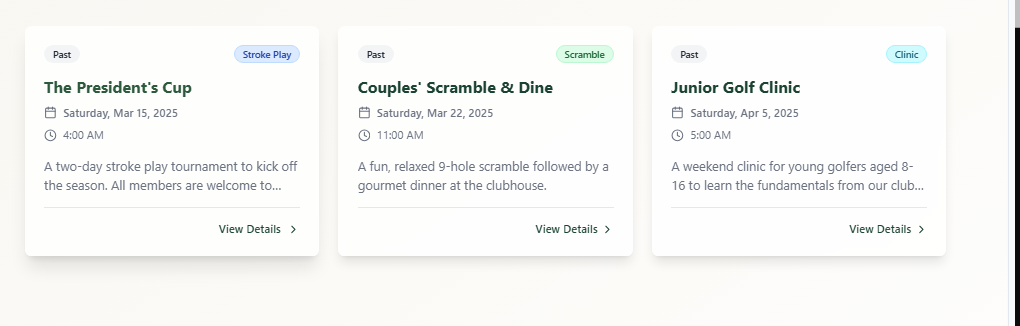 Past
Stroke Play
The President's Cup
Saturday, Mar 15, 2025
4:00 AM
A two-day stroke play tournament to kick off
the season. All members are welcome to...
View Details
Past
Scramble
Couples' Scramble & Dine
Saturday, Mar 22, 2025
11:00 AM
A fun, relaxed 9-hole scramble followed by a
gourmet dinner at the clubhouse.
View Details
Past
Clinic
Junior Golf Clinic
Saturday, Apr 5, 2025
5:00 AM
A weekend clinic for young golfers aged 8-
16 to learn the fundamentals from our club...
View Details